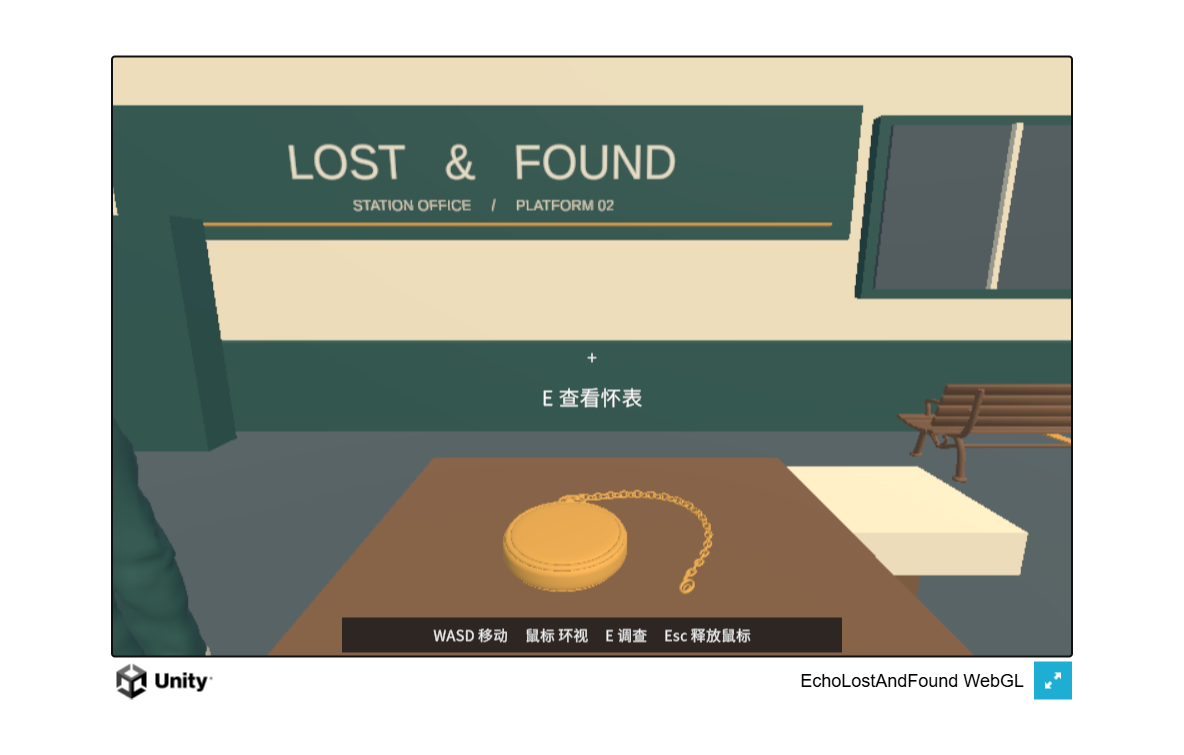 LOST & FOUND
STATION OFFICE / PLATFORM 02
E 查看怀表
WASD 移动 鼠标 环视 E 调查 Esc 释放鼠标
Unity
EchoLostAndFound WebGL